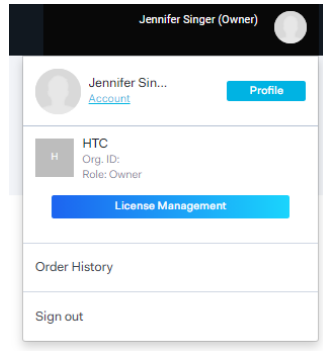 Jennifer Singer (Owner)
Jennifer Sin...
Account
Profile
H
HTC
Org. ID:
Role: Owner
License Management
Order History
Sign out